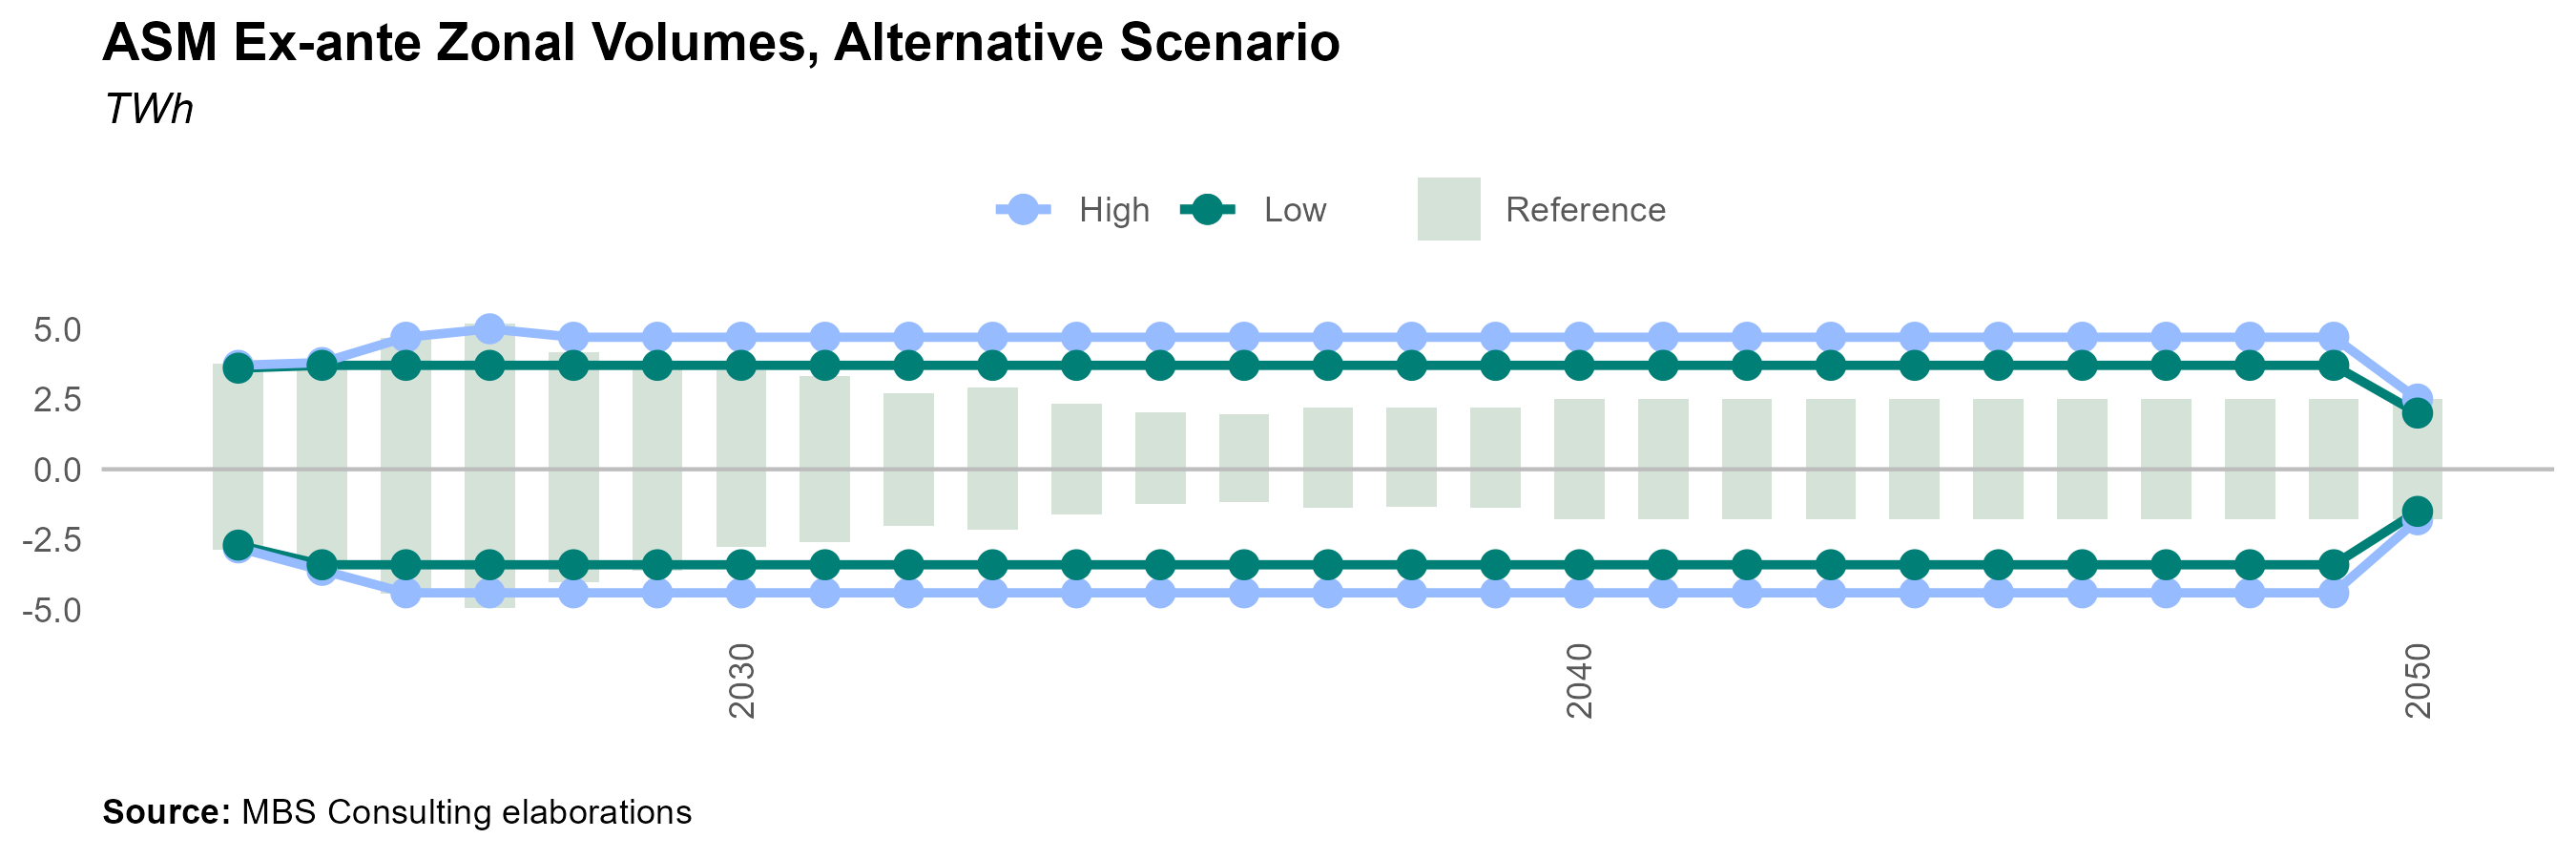 ASM Ex-ante Zonal Volumes, Alternative Scenario
TWh
High Low Reference
5.0
2.5
0.0
-2.5
-5.0
2030 2040 2050
Source: MBS Consulting elaborations